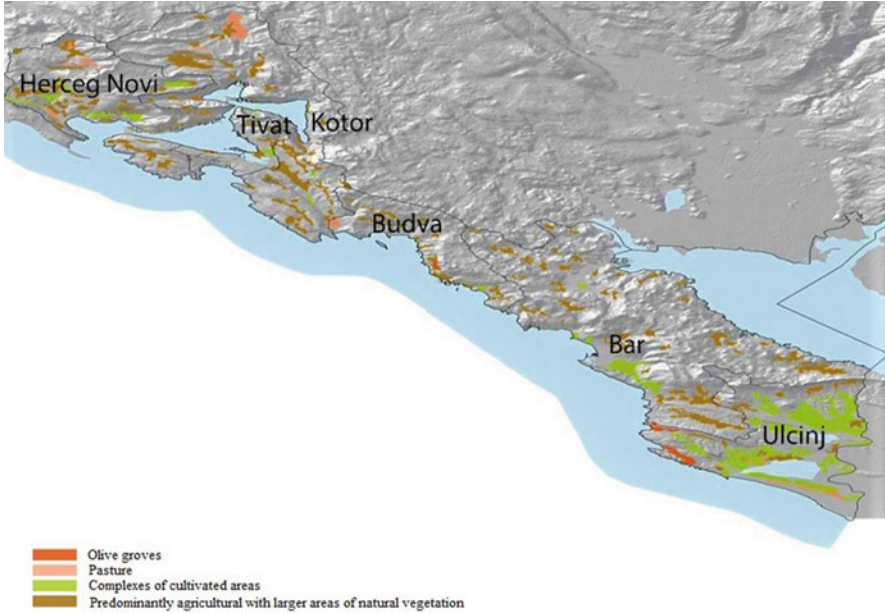 Herceg Novi
Tivat
Kotor
Budva
Bar
Ulcinj
Olive groves
Pasture
Complexes of cultivated areas
Predominantly agricultural with larger areas of natural vegetation